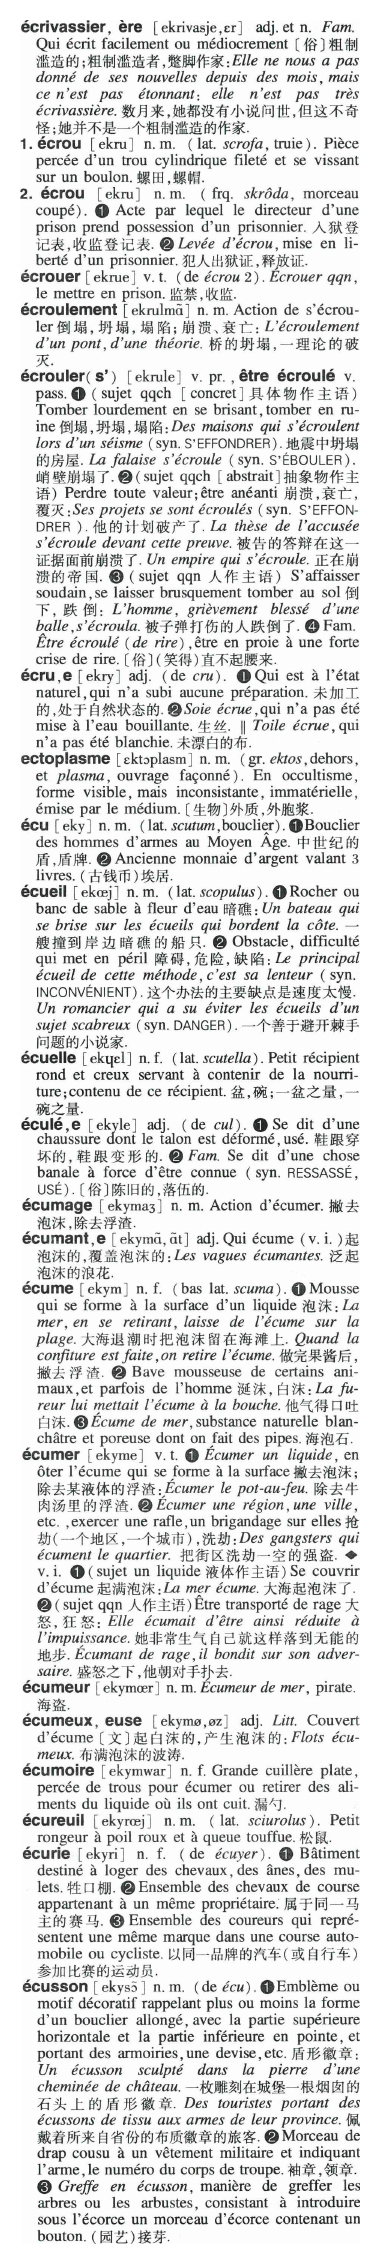 écrivassier, ère [ekrivasje,ɛr] adj. et n. Fam.
Qui écrit facilement ou médiocrement [俗]粗制
滥造的;粗制滥造者,蹩脚作家:Elle ne nous a pas
donné de ses nouvelles depuis des mois, mais
ce n'est pas étonnant: elle n'est pas très
écrivassière. 数月来,她都没有小说问世,但这不奇
怪;她并不是一个粗制滥造的作家.
1. écrou [ekru] n. m. (lat. scrofa, truie). Pièce
percée d'un trou cylindrique fileté et se vissant
sur un boulon. 螺田,螺帽.
2. écrou [ekru] n. m. (frq. skrôda, morceau
coupé). ❶ Acte par lequel le directeur d'une
prison prend possession d'un prisonnier. 入狱登
记表,收监登记表. ❷ Levée d'écrou, mise en li-
berté d'un prisonnier. 犯人出狱证,释放证.
écrouer [ekrue] v. t. (de écrou 2). Écrouer qqn,
le mettre en prison. 监禁,收监.
écroulement [ekrulmɑ̃] n. m. Action de s'écrou-
ler 倒塌,坍塌,塌陷;崩溃、衰亡: L'écroulement
d'un pont, d'une théorie. 桥的坍塌,一理论的破
灭.
écrouler(s') [ekrule] v. pr., être écroulé v.
pass. ❶ (sujet qqch [concret]具体物作主语)
Tomber lourdement en se brisant,tomber en ru-
ine 倒塌,坍塌,塌陷:Des maisons qui s'écroulent
lors d'un séisme (syn. S'EFFONDRER). 地震中坍塌
的房屋. La falaise s'écroule (syn. S'ÉBOULER).
峭壁崩塌了. ❷ (sujet qqch [abstrait]抽象物作主
语) Perdre toute valeur;être anéanti 崩溃,衰亡,
覆灭:Ses projets se sont écroulés (syn. S'EFFON-
DRER). 他的计划破产了. La thèse de l'accusée
s'écroule devant cette preuve. 被告的答辩在这一
证据面前崩溃了. Un empire qui s'écroule. 正在崩
溃的帝国. ❸ (sujet qqn 人作主语) S'affaisser
soudain,se laisser brusquement tomber au sol 倒
下, 跌倒: L'homme, grièvement blessé d'une
balle,s'écroula. 被子弹打伤的人跌倒了. ❹ Fam.
Être écroulé (de rire),être en proie à une forte
crise de rire. [俗](笑得)直不起腰来.
écru,e [ekry] adj. (de cru). ❶ Qui est à l'état
naturel,qui n'a subi aucune préparation. 未加工
的,处于自然状态的. ❷ Soie écrue,qui n'a pas été
mise à l'eau bouillante. 生丝. ‖ Toile écrue,qui
n'a pas été blanchie. 未漂白的布.
ectoplasme [ɛktɔplasm] n. m. (gr. ektos,dehors,
et plasma, ouvrage façonné). En occultisme,
forme visible, mais inconsistante, immatérielle,
émise par le médium. [生物]外质,外胞浆.
écu [eky] n. m. (lat. scutum,bouclier). ❶ Bouclier
des hommes d'armes au Moyen Âge. 中世纪的
盾,盾牌. ❷ Ancienne monnaie d'argent valant 3
livres. (古钱币)埃居.
écueil [ekœj] n. m. (lat. scopulus). ❶ Rocher ou
banc de sable à fleur d'eau 暗礁:Un bateau qui
se brise sur les écueils qui bordent la côte. 一
艘撞到岸边暗礁的船只. ❷ Obstacle, difficulté
qui met en péril 障碍,危险,缺陷:Le principal
écueil de cette méthode,c'est sa lenteur (syn.
INCONVÉNIENT). 这个办法的主要缺点是速度太慢.
Un romancier qui a su éviter les écueils d'un
sujet scabreux (syn. DANGER). 一个善于避开棘手
问题的小说家.
écuelle [ekɥɛl] n. f. (lat. scutella). Petit récipient
rond et creux servant à contenir de la nourri-
ture;contenu de ce récipient. 盆,碗;一盆之量,一
碗之量.
éculé,e [ekyle] adj. (de cul). ❶ Se dit d'une
chaussure dont le talon est déformé,usé. 鞋跟穿
坏的,鞋跟变形的. ❷ Fam. Se dit d'une chose
banale à force d'être connue (syn. RESSASSÉ,
USÉ). [俗]陈旧的,落伍的.
écumage [ekymaʒ] n. m. Action d'écumer. 撇去
泡沫,除去浮渣.
écumant,e [ekymɑ̃, ɑ̃t] adj. Qui écume (v. i.)起
泡沫的,覆盖泡沫的:Les vagues écumantes. 泛起
泡沫的浪花.
écume [ekym] n. f. (bas lat. scuma). ❶ Mousse
qui se forme à la surface d'un liquide 泡沫:La
mer, en se retirant, laisse de l'écume sur la
plage. 大海退潮时把泡沫留在海滩上. Quand la
confiture est faite,on retire l'écume. 做完果酱后,
撇去浮渣. ❷ Bave mousseuse de certains ani-
maux,et parfois de l'homme 涎沫,白沫:La fu-
reur lui mettait l'écume à la bouche. 他气得口吐
白沫. ❸ Écume de mer,substance naturelle blan-
châtre et poreuse dont on fait des pipes. 海泡石.
écumer [ekyme] v. t. ❶ Écumer un liquide, en
ôter l'écume qui se forme à la surface 撇去泡沫;
除去某液体的浮渣:Écumer le pot-au-feu. 除去牛
肉汤里的浮渣. ❷ Écumer une région,une ville,
etc. ,exercer une rafle,un brigandage sur elles 抢
劫(一个地区,一个城市),洗劫:Des gangsters qui
écument le quartier. 把街区洗劫一空的强盗. ◆
v. i. ❶ (sujet un liquide 液体作主语) Se couvrir
d'écume 起满泡沫:La mer écume. 大海起泡沫了.
❷ (sujet qqn 人作主语) Être transporté de rage 大
怒,狂怒: Elle écumait d'être ainsi réduite à
l'impuissance. 她非常生气自己就这样落到无能的
地步. Écumant de rage,il bondit sur son adver-
saire. 盛怒之下,他朝对手扑去.
écumeur [ekymœr] n. m. Écumeur de mer, pirate.
海盗.
écumeux, euse [ekymø,øz] adj. Litt. Couvert
d'écume [文]起白沫的,产生泡沫的: Flots écu-
meux. 布满泡沫的波涛.
écumoire [ekymwar] n. f. Grande cuillère plate,
percée de trous pour écumer ou retirer des ali-
ments du liquide où ils ont cuit. 漏勺.
écureuil [ekyrœj] n. m. (lat. sciurolus). Petit
rongeur à poil roux et à queue touffue. 松鼠.
écurie [ekyri] n. f. (de écuyer). ❶ Bâtiment
destiné à loger des chevaux,des ânes,des mu-
lets. 牲口棚. ❷ Ensemble des chevaux de course
appartenant à un même propriétaire. 属于同一马
主的赛马. ❸ Ensemble des coureurs qui repré-
sentent une même marque dans une course auto-
mobile ou cycliste. 以同一品牌的汽车(或自行车)
参加比赛的运动员.
écusson [ekysɔ̃] n. m. (de écu). ❶ Emblème ou
motif décoratif rappelant plus ou moins la forme
d'un bouclier allongé, avec la partie supérieure
horizontale et la partie inférieure en pointe, et
portant des armoiries,une devise,etc. 盾形徽章:
Un écusson sculpté dans la pierre d'une
cheminée de château. 一枚雕刻在城堡一根烟囱的
石头上的盾形徽章. Des touristes portant des
écussons de tissu aux armes de leur province. 佩
戴着所来自省份的布质徽章的旅客. ❷ Morceau de
drap cousu à un vêtement militaire et indiquant
l'arme,le numéro du corps de troupe. 袖章,领章.
❸ Greffe en écusson, manière de greffer les
arbres ou les arbustes, consistant à introduire
sous l'écorce un morceau d'écorce contenant un
bouton. (园艺)接芽.